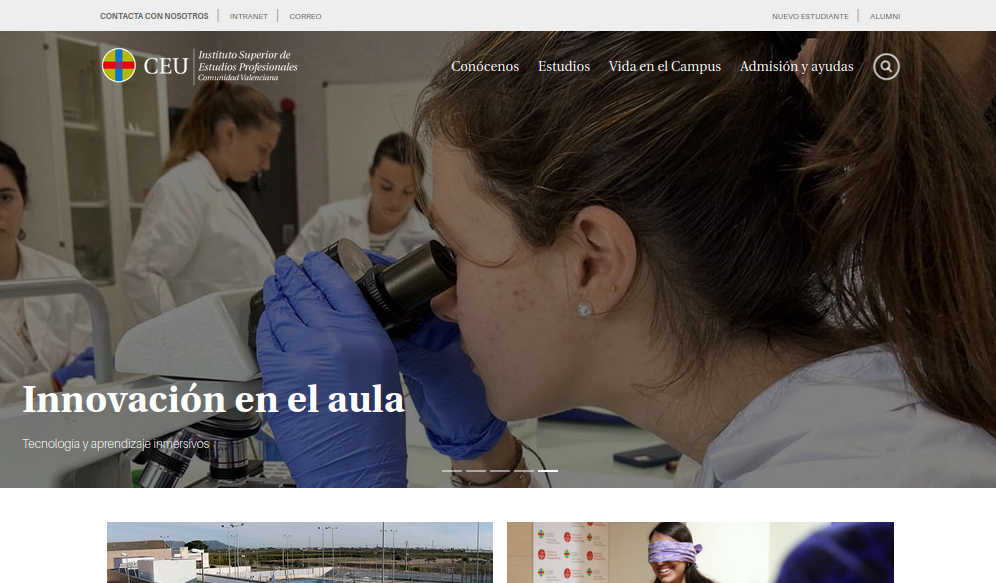 CONTACTA CON NOSOTROS INTRANET CORREO NUEVO ESTUDIANTE ALUMNI
CEU Instituto Superior de
Estudios Profesionales
Comunidad Valenciana
Conócenos Estudios Vida en el Campus Admisión y ayudas
Innovación en el aula
Tecnología y aprendizaje inmersivos